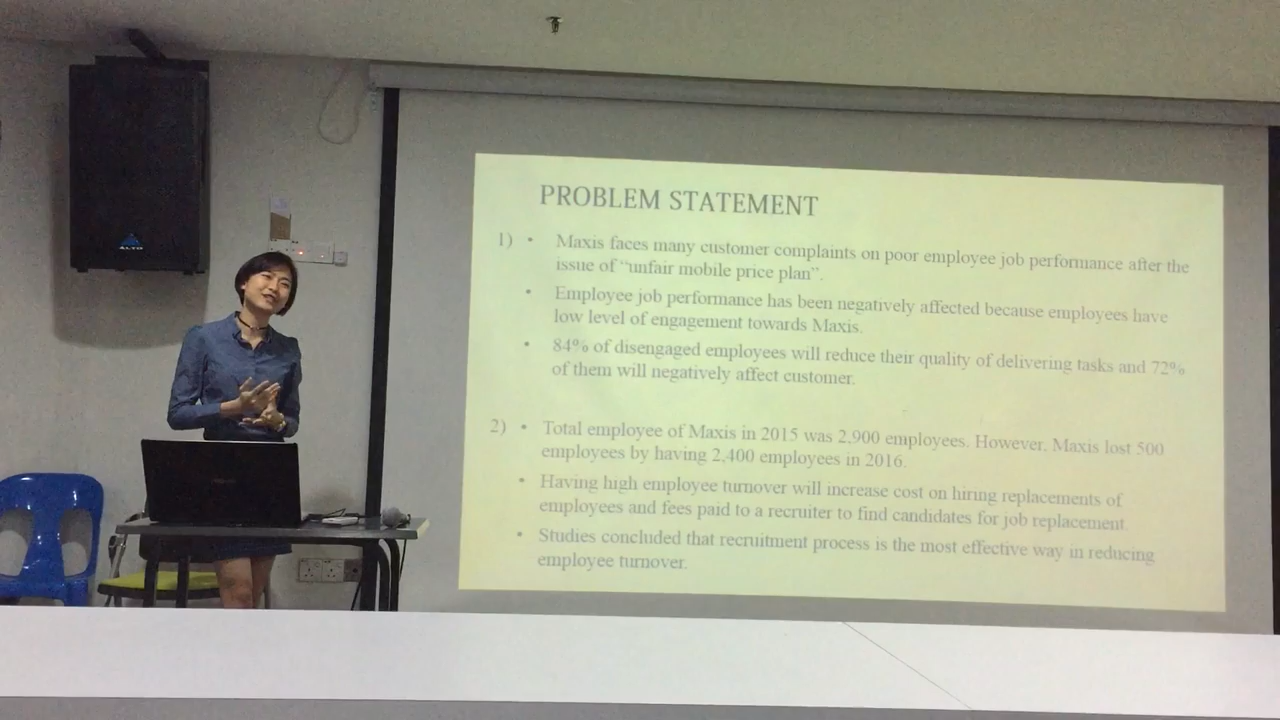 ALTO
PROBLEM STATEMENT
1) • Maxis faces many customer complaints on poor employee job performance after the
issue of “unfair mobile price plan”.
• Employee job performance has been negatively affected because employees have
low level of engagement towards Maxis.
• 84% of disengaged employees will reduce their quality of delivering tasks and 72%
of them will negatively affect customer.
2) • Total employee of Maxis in 2015 was 2,900 employees. However, Maxis lost 500
employees by having 2,400 employees in 2016.
• Having high employee turnover will increase cost on hiring replacements of
employees and fees paid to a recruiter to find candidates for job replacement.
• Studies concluded that recruitment process is the most effective way in reducing
employee turnover.